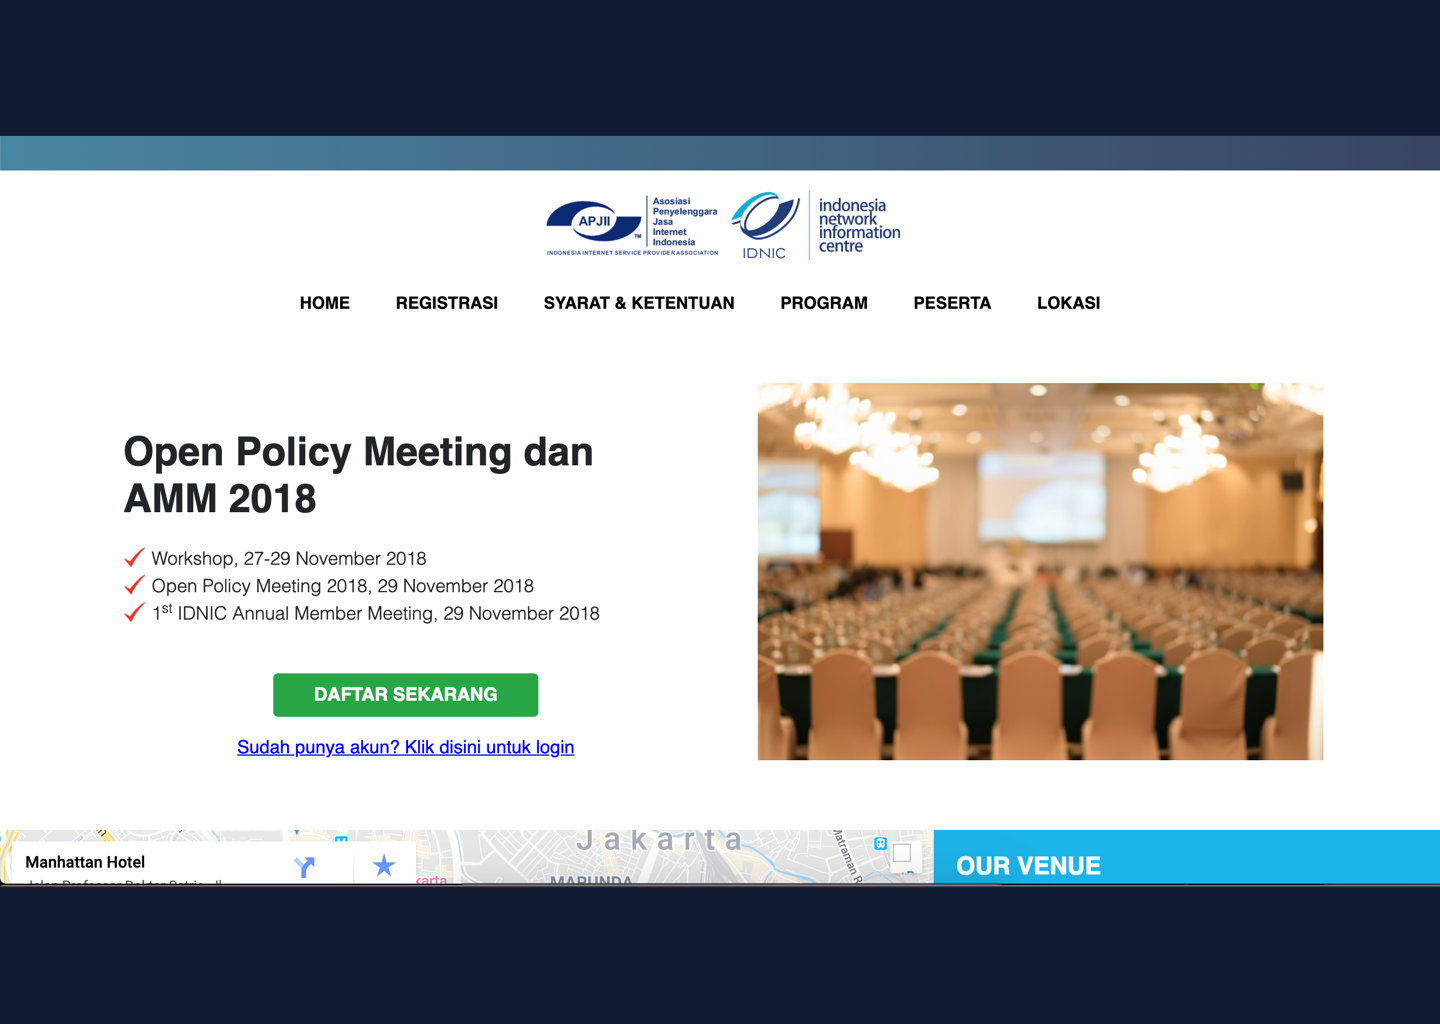 APJII
TM
Asosiasi
Penyelenggara
Jasa
Internet
Indonesia
INDONESIA INTERNET SERVICE PROVIDER ASSOCIATION
IDNIC
indonesia
network
information
centre
HOME REGISTRASI SYARAT & KETENTUAN PROGRAM PESERTA LOKASI
Open Policy Meeting dan
AMM 2018
Workshop, 27-29 November 2018
Open Policy Meeting 2018, 29 November 2018
1st IDNIC Annual Member Meeting, 29 November 2018
DAFTAR SEKARANG
Sudah punya akun? Klik disini untuk login
Jakarta
Manhattan Hotel
MARUNDA
OUR VENUE